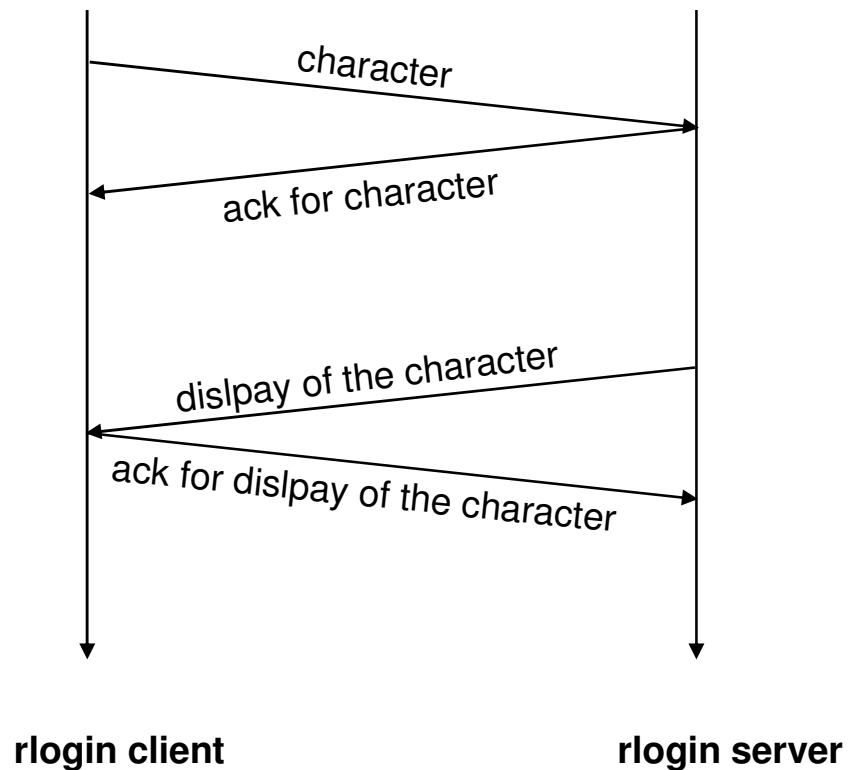 character
ack for character
dislpay of the character
ack for dislpay of the character
rlogin client
rlogin server